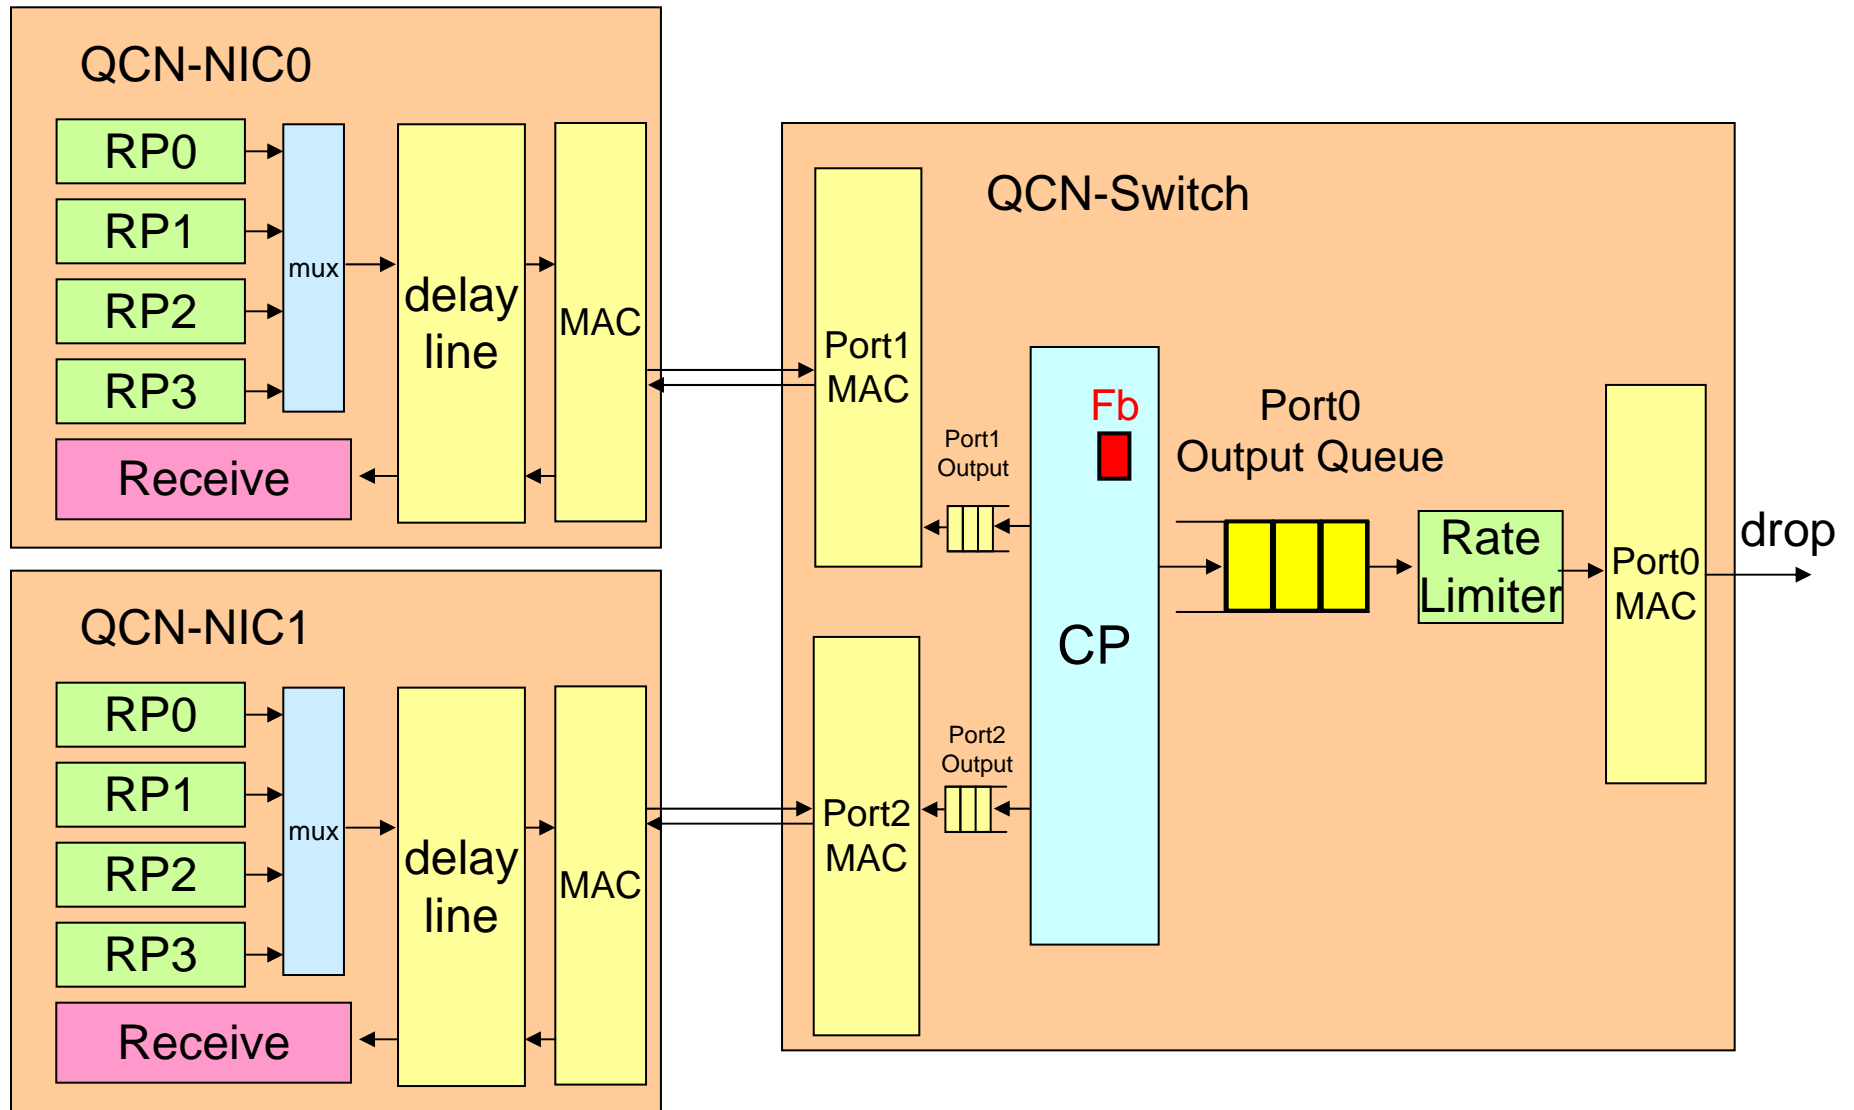 QCN-NIC0
RP0
RP1
RP2
RP3
mux
delay
line
MAC
Receive
QCN-NIC1
RP0
RP1
RP2
RP3
mux
delay
line
MAC
Receive
QCN-Switch
Port1
MAC
Port1
Output
Port2
MAC
Port2
Output
Fb
CP
Port0
Output Queue
Rate
Limiter
Port0
MAC
drop